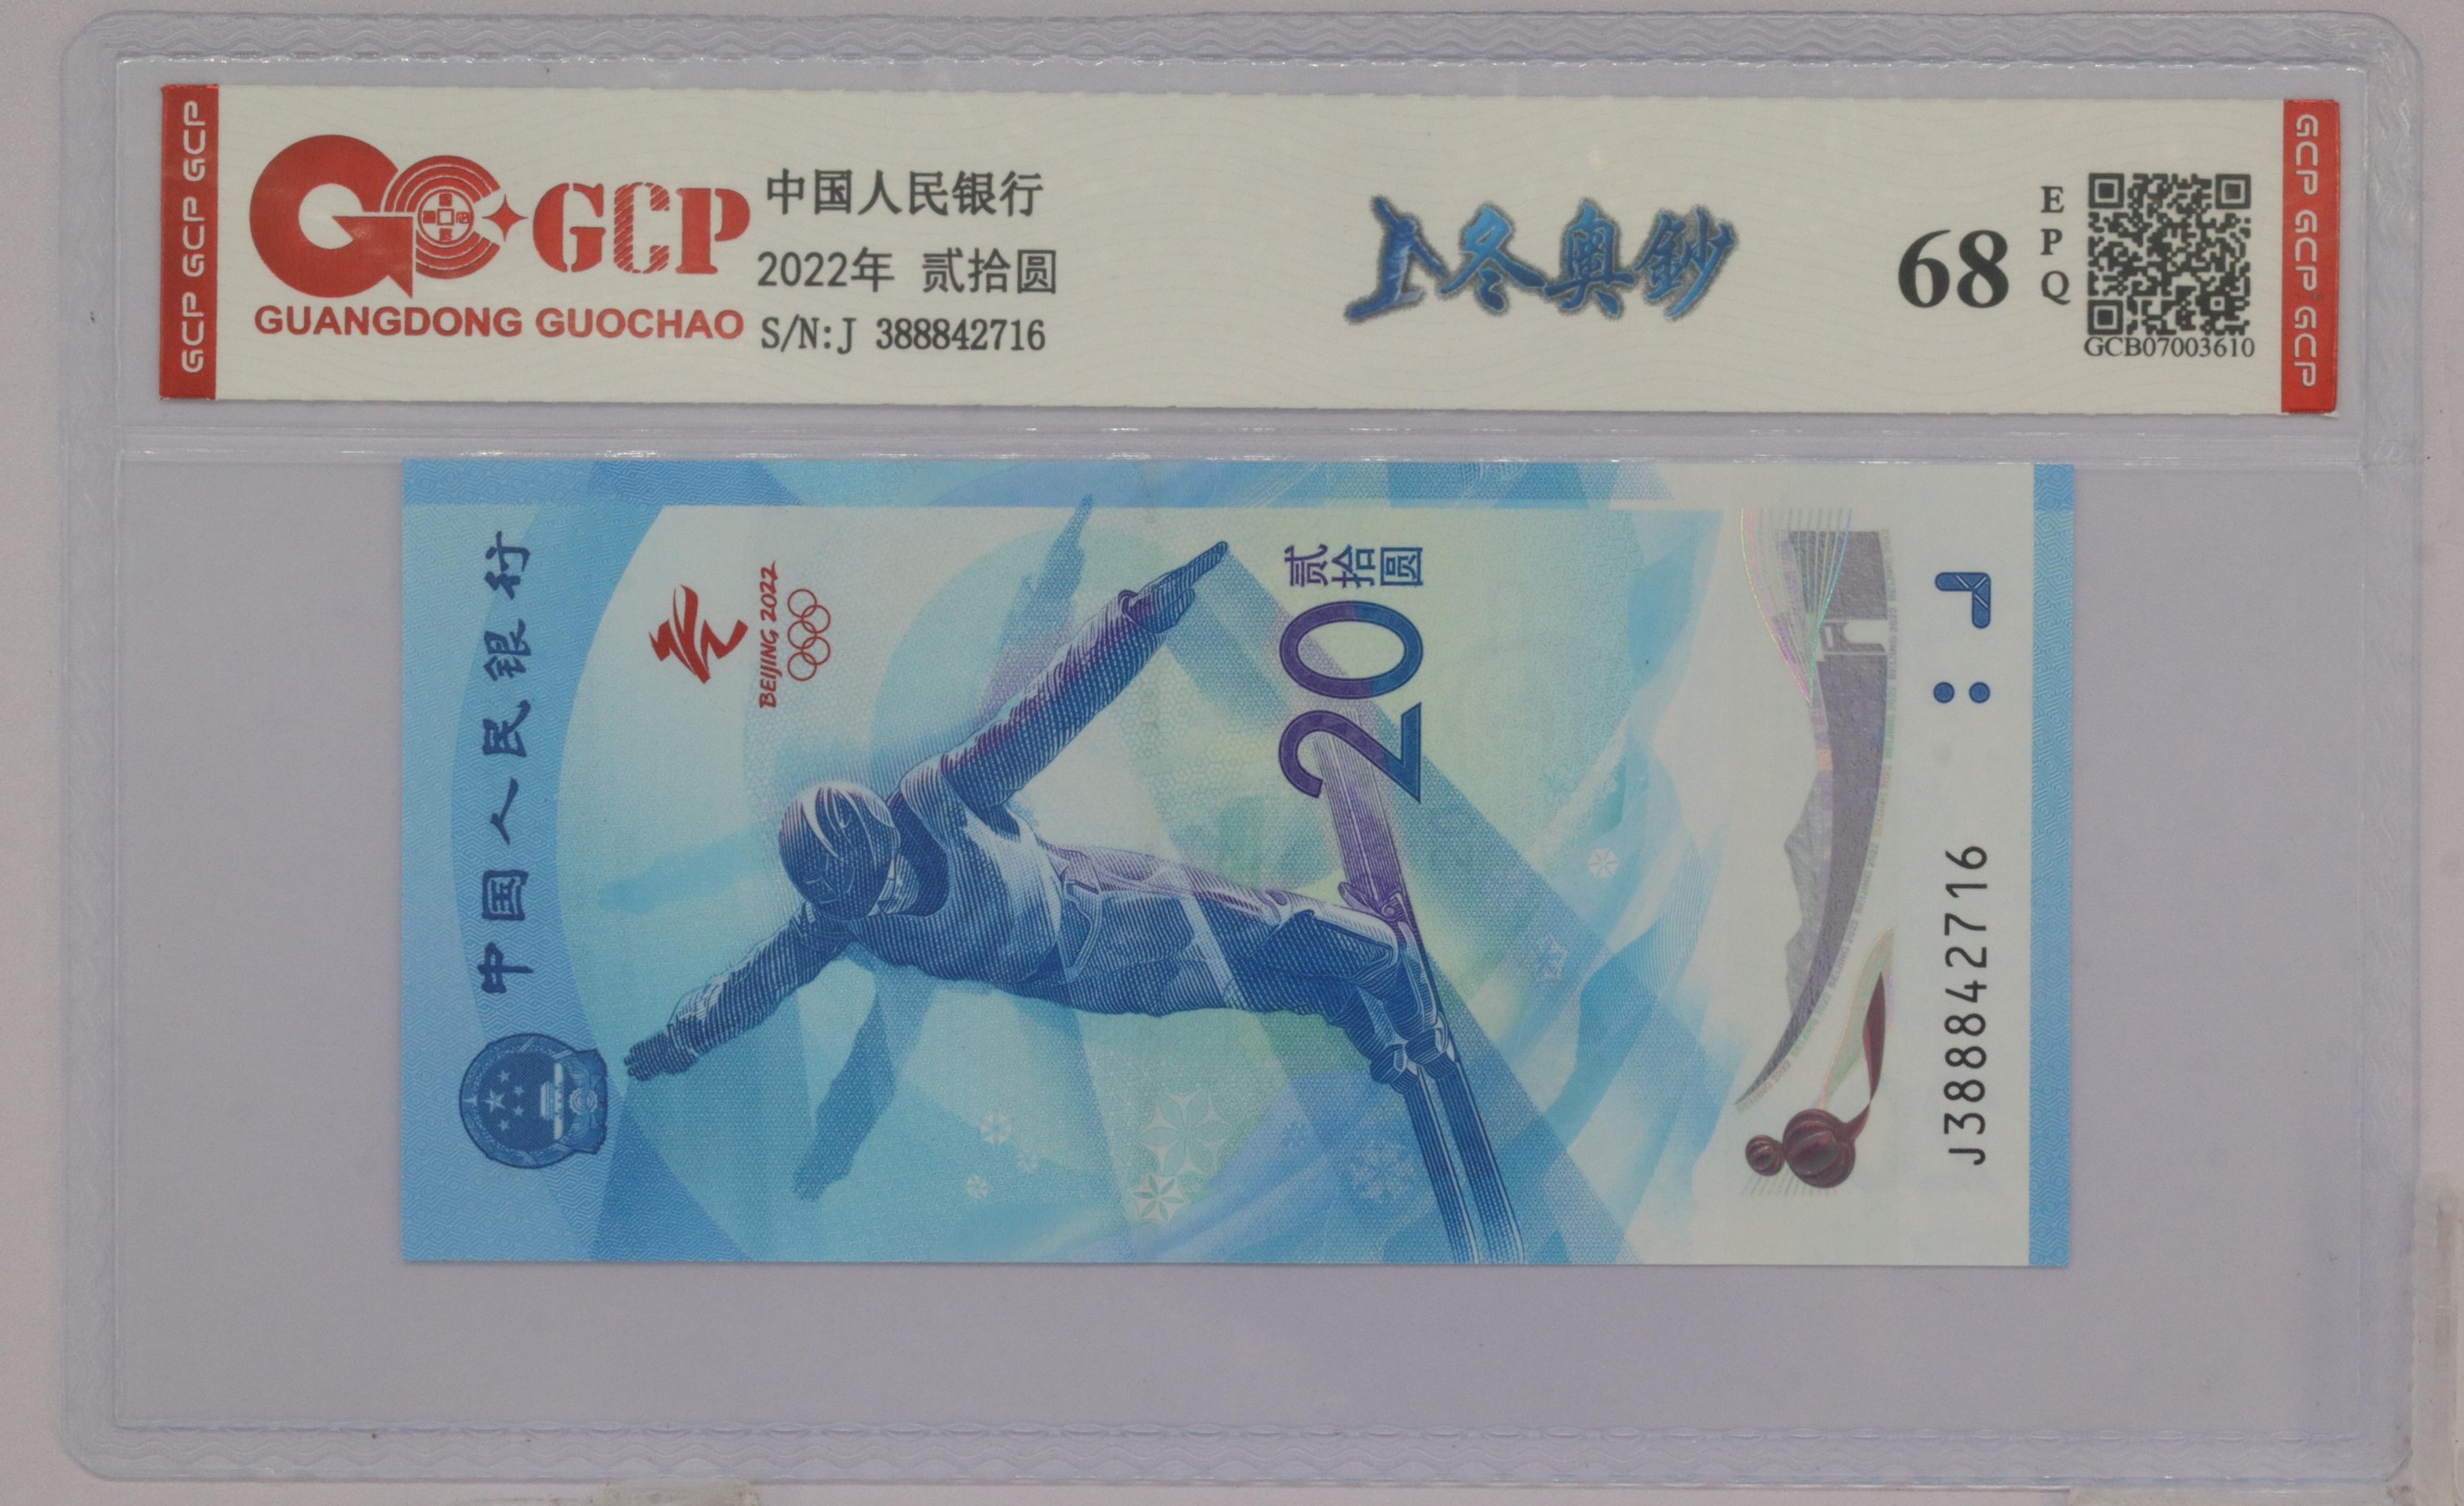 GCP GCP GCP
GCP
GUANGDONG GUOCHAO
中国人民银行
2022年 贰拾圆
S/N:J 388842716
冬奥鈔
68
EPQ
GCB07003610
GCP GCP GCP
中国人民银行
BEIJING 2022
贰拾圆
20
J388842716